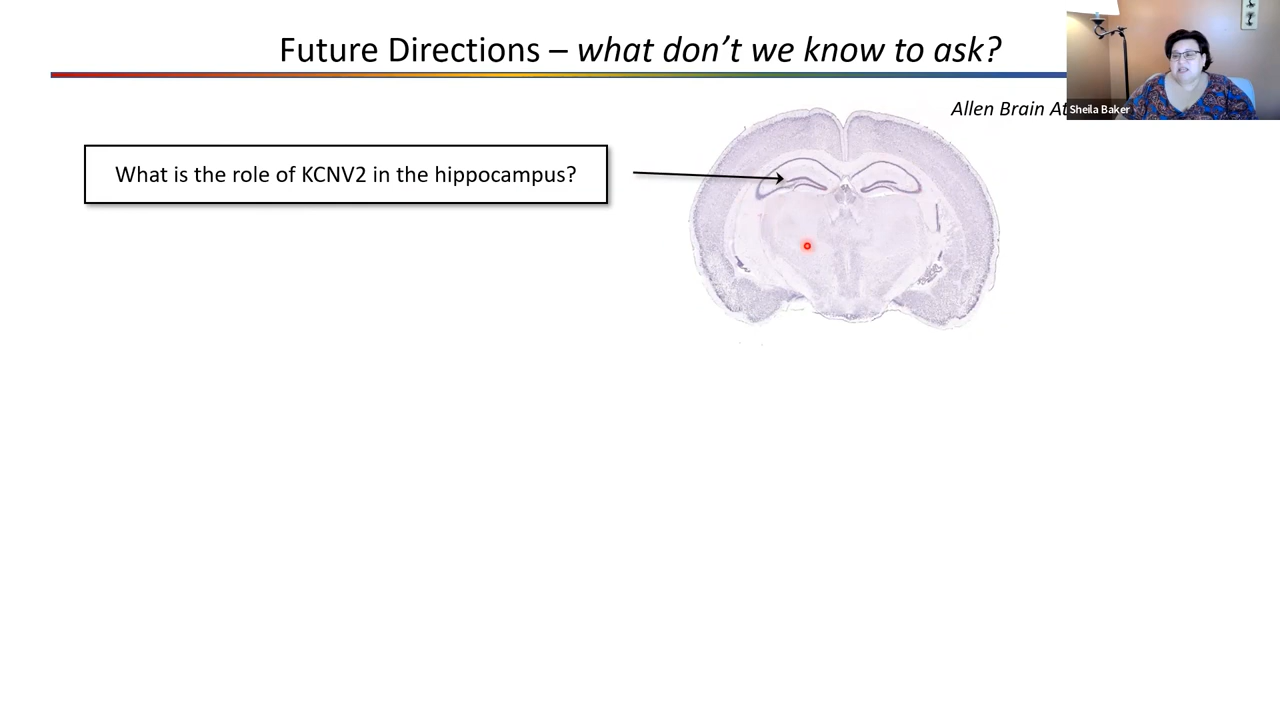 Future Directions – what don't we know to ask?
Allen Brain
Sheila Baker
What is the role of KCNV2 in the hippocampus?